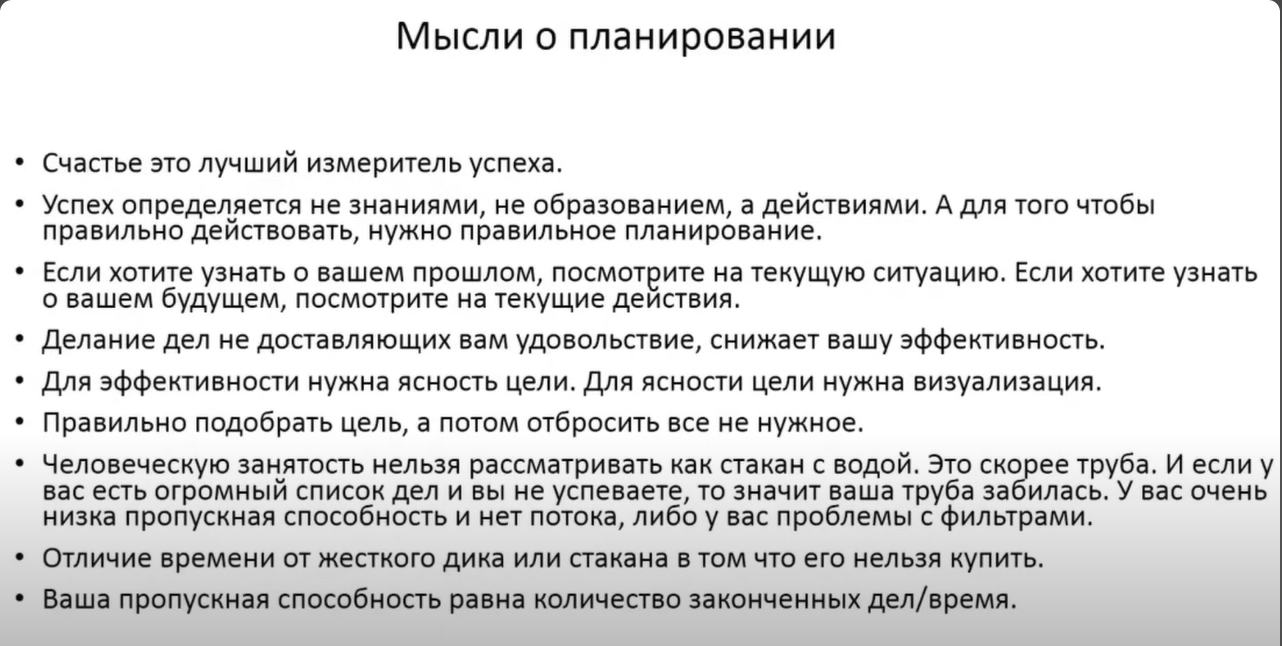 Мысли о планировании
• Счастье это лучший измеритель успеха.
• Успех определяется не знаниями, не образованием, а действиями. А для того чтобы
правильно действовать, нужно правильное планирование.
• Если хотите узнать о вашем прошлом, посмотрите на текущую ситуацию. Если хотите узнать
о вашем будущем, посмотрите на текущие действия.
• Делание дел не доставляющих вам удовольствие, снижает вашу эффективность.
• Для эффективности нужна ясность цели. Для ясности цели нужна визуализация.
• Правильно подобрать цель, а потом отбросить все не нужное.
• Человеческую занятость нельзя рассматривать как стакан с водой. Это скорее труба. И если у
вас есть огромный список дел и вы не успеваете, то значит ваша труба забилась. У вас очень
низка пропускная способность и нет потока, либо у вас проблемы с фильтрами.
• Отличие времени от жесткого дика или стакана в том что его нельзя купить.
• Ваша пропускная способность равна количество законченных дел/время.